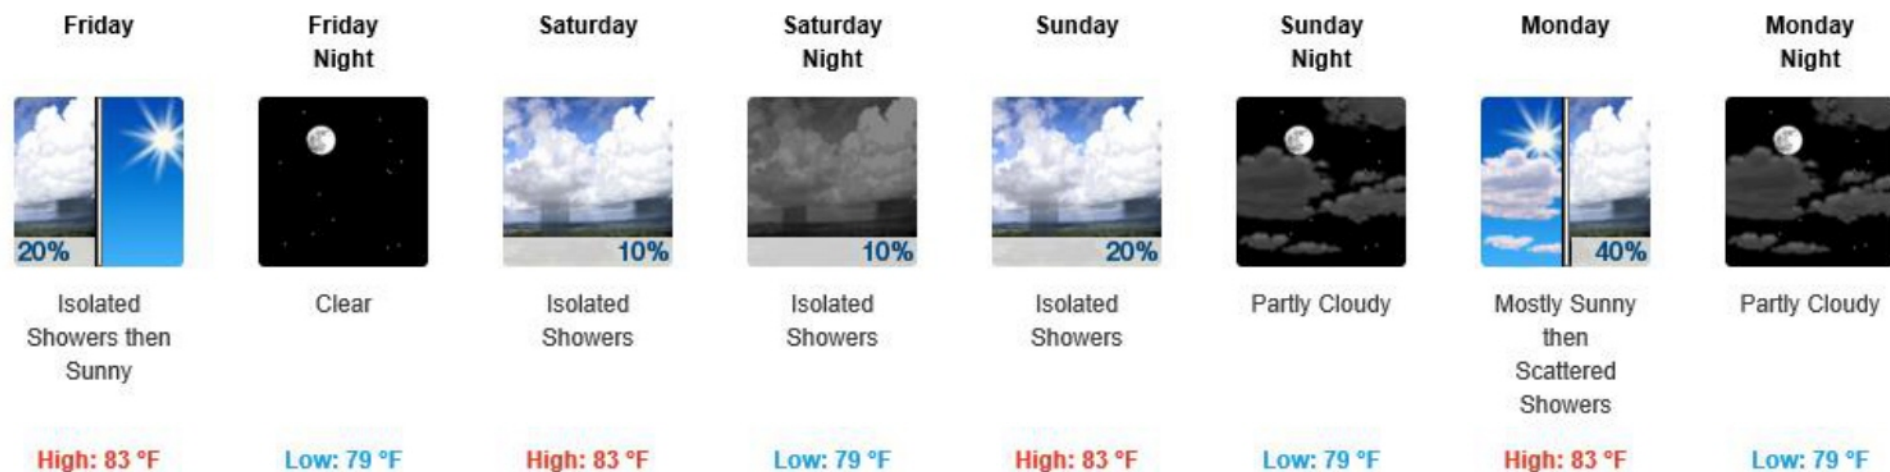 Friday
Friday
Night
Saturday
Saturday
Night
Sunday
Sunday
Night
Monday
Monday
Night
20%
10%
10%
20%
40%
Isolated
Showers then
Sunny
Clear
Isolated
Showers
Isolated
Showers
Isolated
Showers
Partly Cloudy
Mostly Sunny
then
Scattered
Showers
Partly Cloudy
High: 83 °F
Low: 79 °F
High: 83 °F
Low: 79 °F
High: 83 °F
Low: 79 °F
High: 83 °F
Low: 79 °F